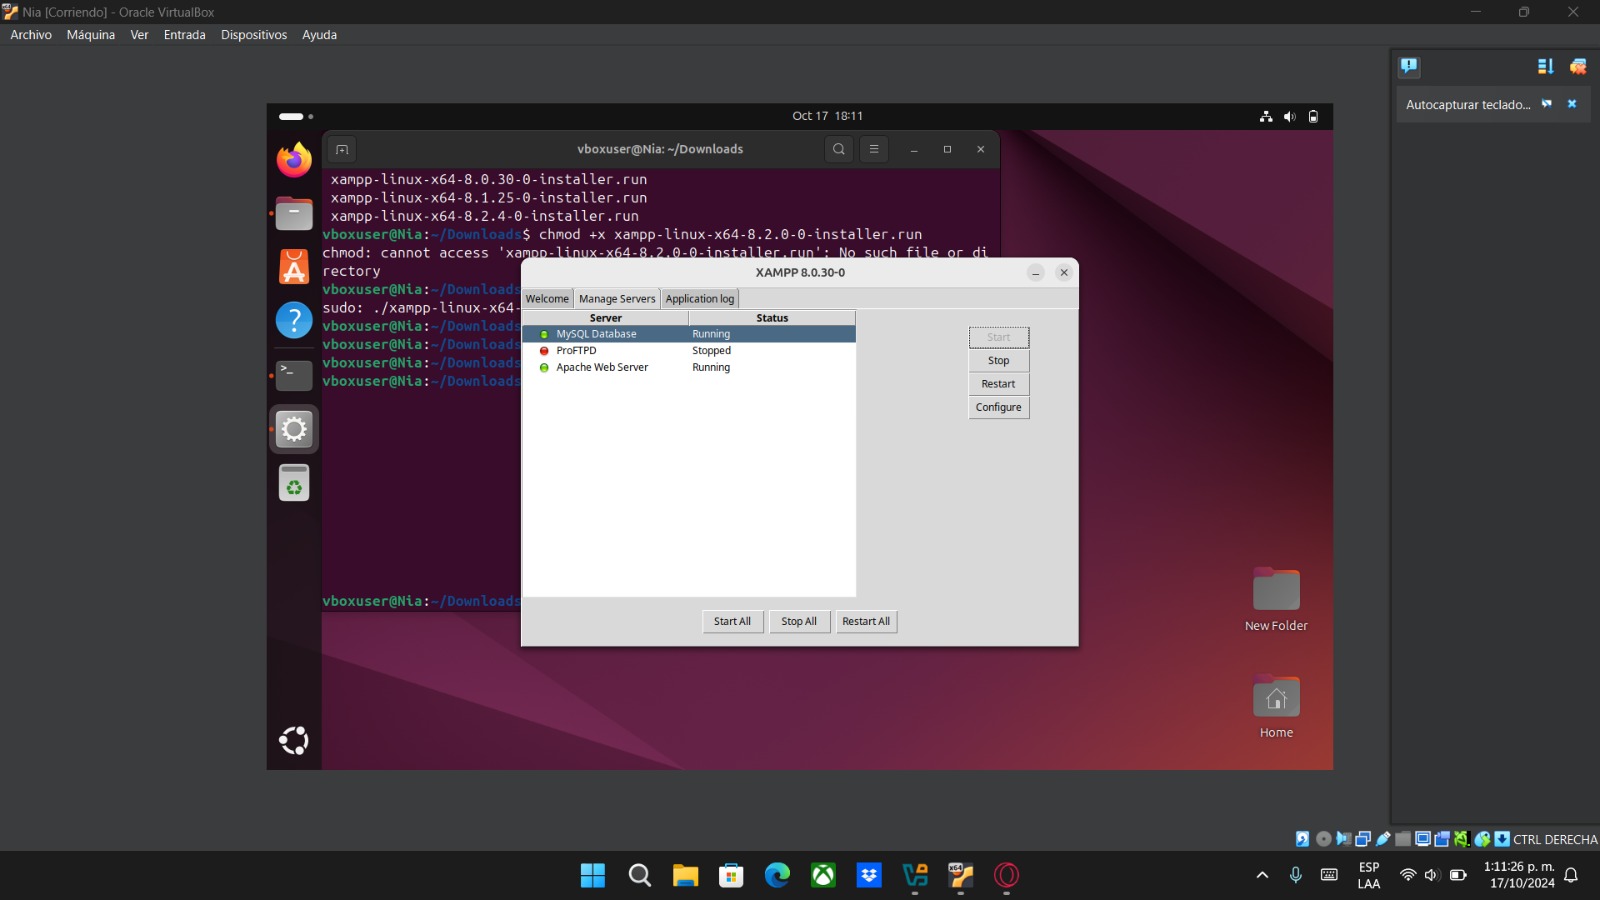 Nia [Corriendo] - Oracle VirtualBox
Archivo Máquina Ver Entrada Dispositivos Ayuda
Autocapturar teclado...
Oct 17 18:11
vboxuser@Nia: ~/Downloads
xampp-linux-x64-8.0.30-0-installer.run
xampp-linux-x64-8.1.25-0-installer.run
xampp-linux-x64-8.2.4-0-installer.run
vboxuser@Nia:~/Downloads$ chmod +x xampp-linux-x64-8.2.0-0-installer.run
chmod: cannot access 'xampp-linux-x64-8.2.0-0-installer.run': No such file or di
rectory
vboxuser@Nia:~/Downloads
sudo: ./xampp-linux-x64-
vboxuser@Nia:~/Downloads
vboxuser@Nia:~/Downloads
vboxuser@Nia:~/Downloads
vboxuser@Nia:~/Downloads
vboxuser@Nia:~/Downloads
XAMPP 8.0.30-0
Welcome Manage Servers Application log
Server Status
MySQL Database Running
ProFTPD Stopped
Apache Web Server Running
Start
Stop
Restart
Configure
Start All Stop All Restart All
New Folder
Home
CTRL DERECHA
x64
ESP
LAA
1:11:26 p. m.
17/10/2024